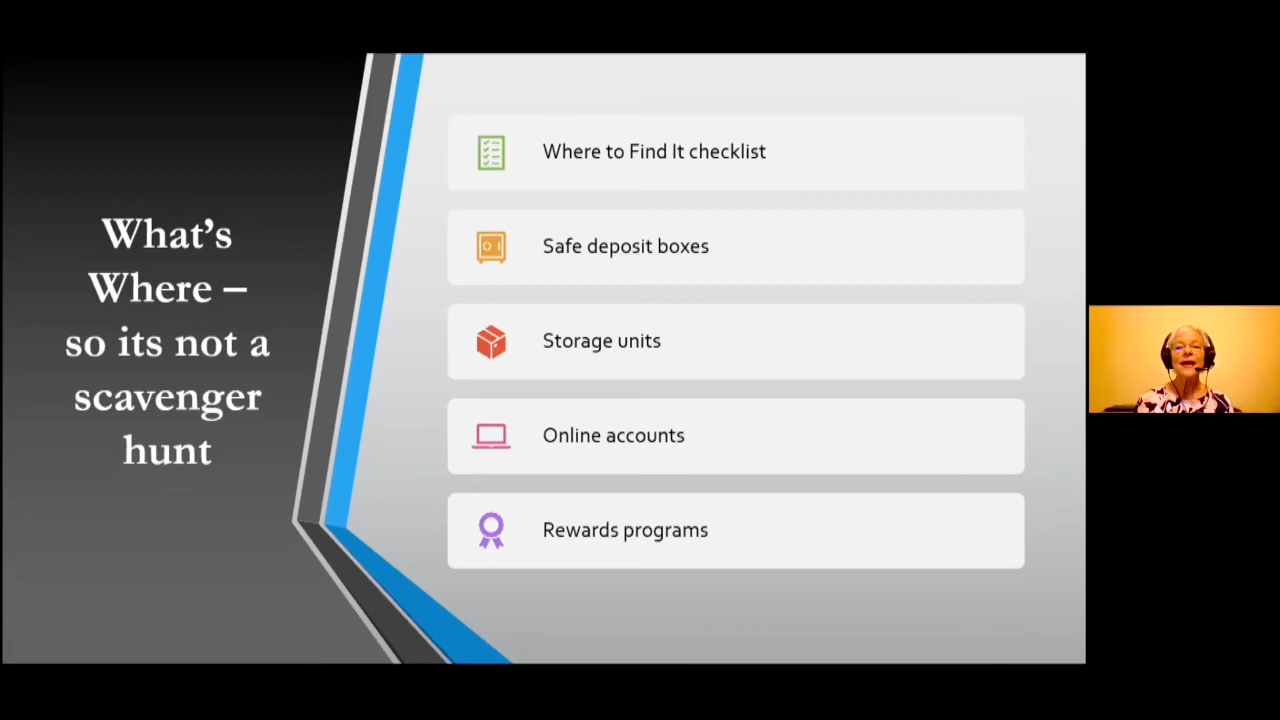 What’s
Where –
so its not a
scavenger
hunt
Where to Find It checklist
Safe deposit boxes
Storage units
Online accounts
Rewards programs